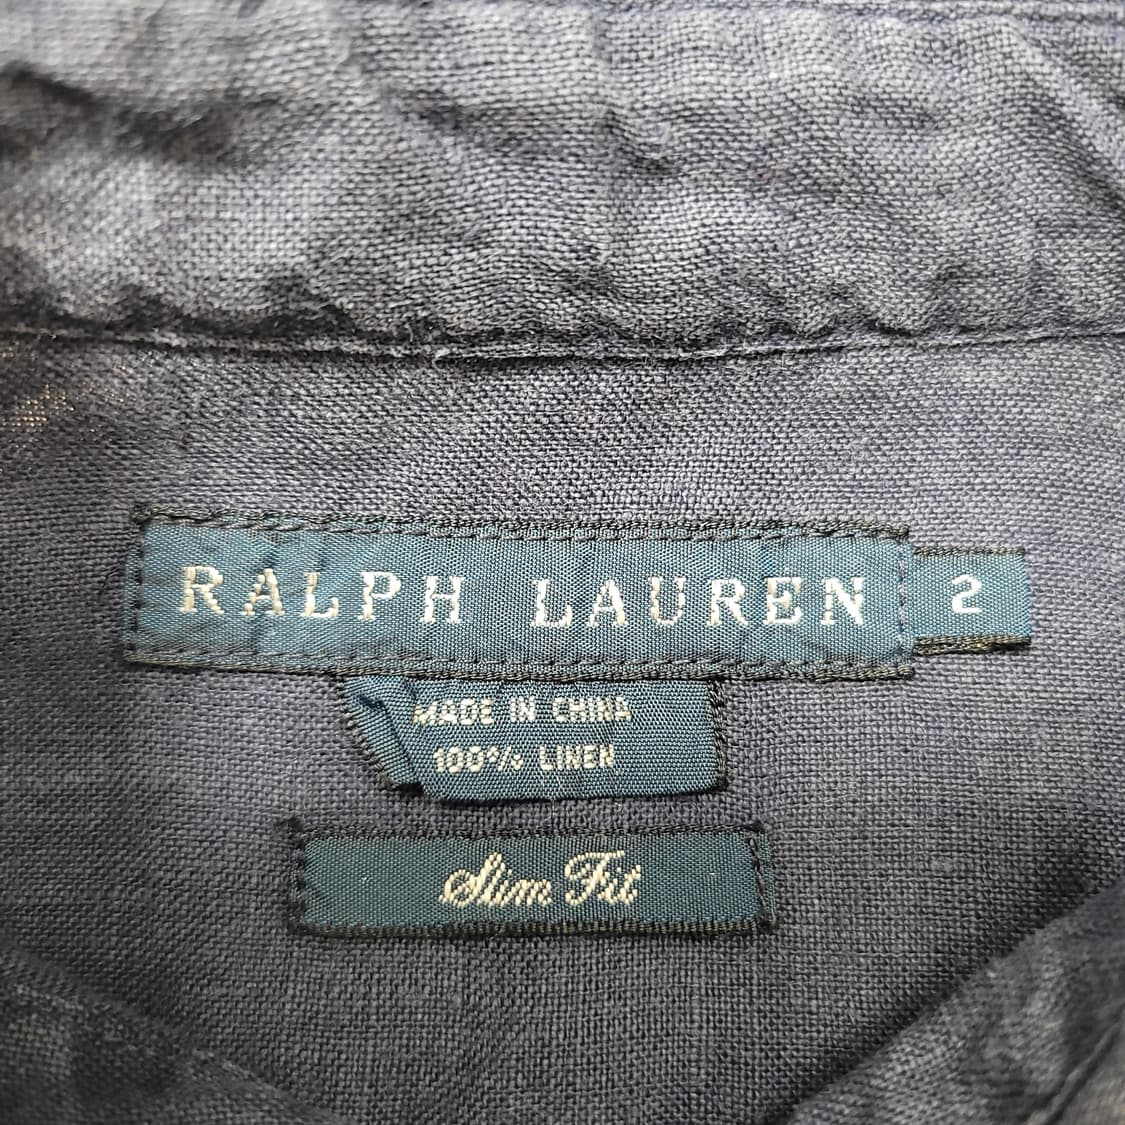 RALPH LAUREN 2
MADE IN CHINA
100% LINEN
Slim Fit